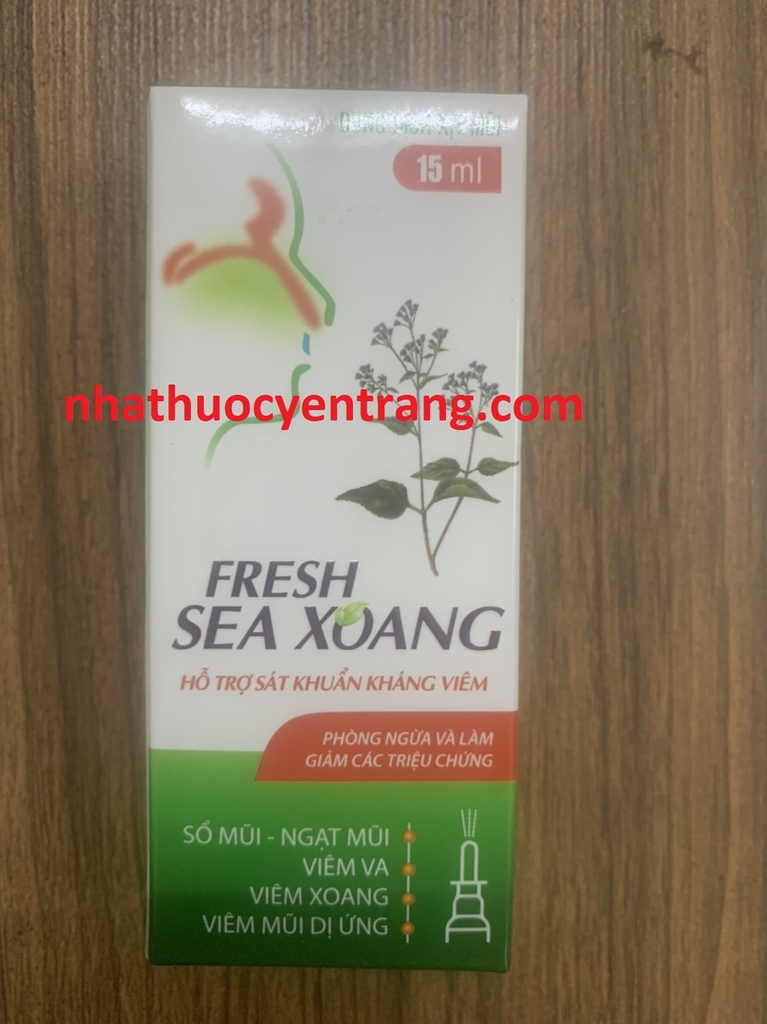 15 ml
nhathuocyentrang.com
FRESH
SEA XOANG
HỖ TRỢ SÁT KHUẨN KHÁNG VIÊM
PHÒNG NGỪA VÀ LÀM
GIẢM CÁC TRIỆU CHỨNG
SỔ MŨI - NGẠT MŨI
VIÊM VA
VIÊM XOANG
VIÊM MŨI DỊ ỨNG